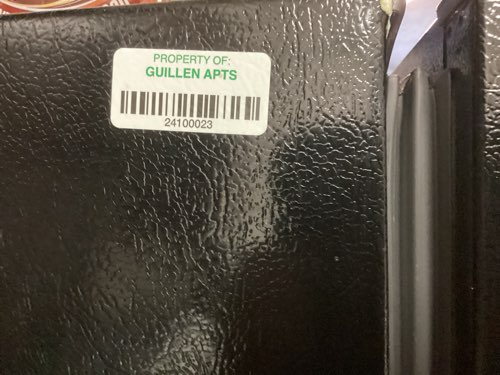 PROPERTY OF:
GUILLEN APTS
24100023